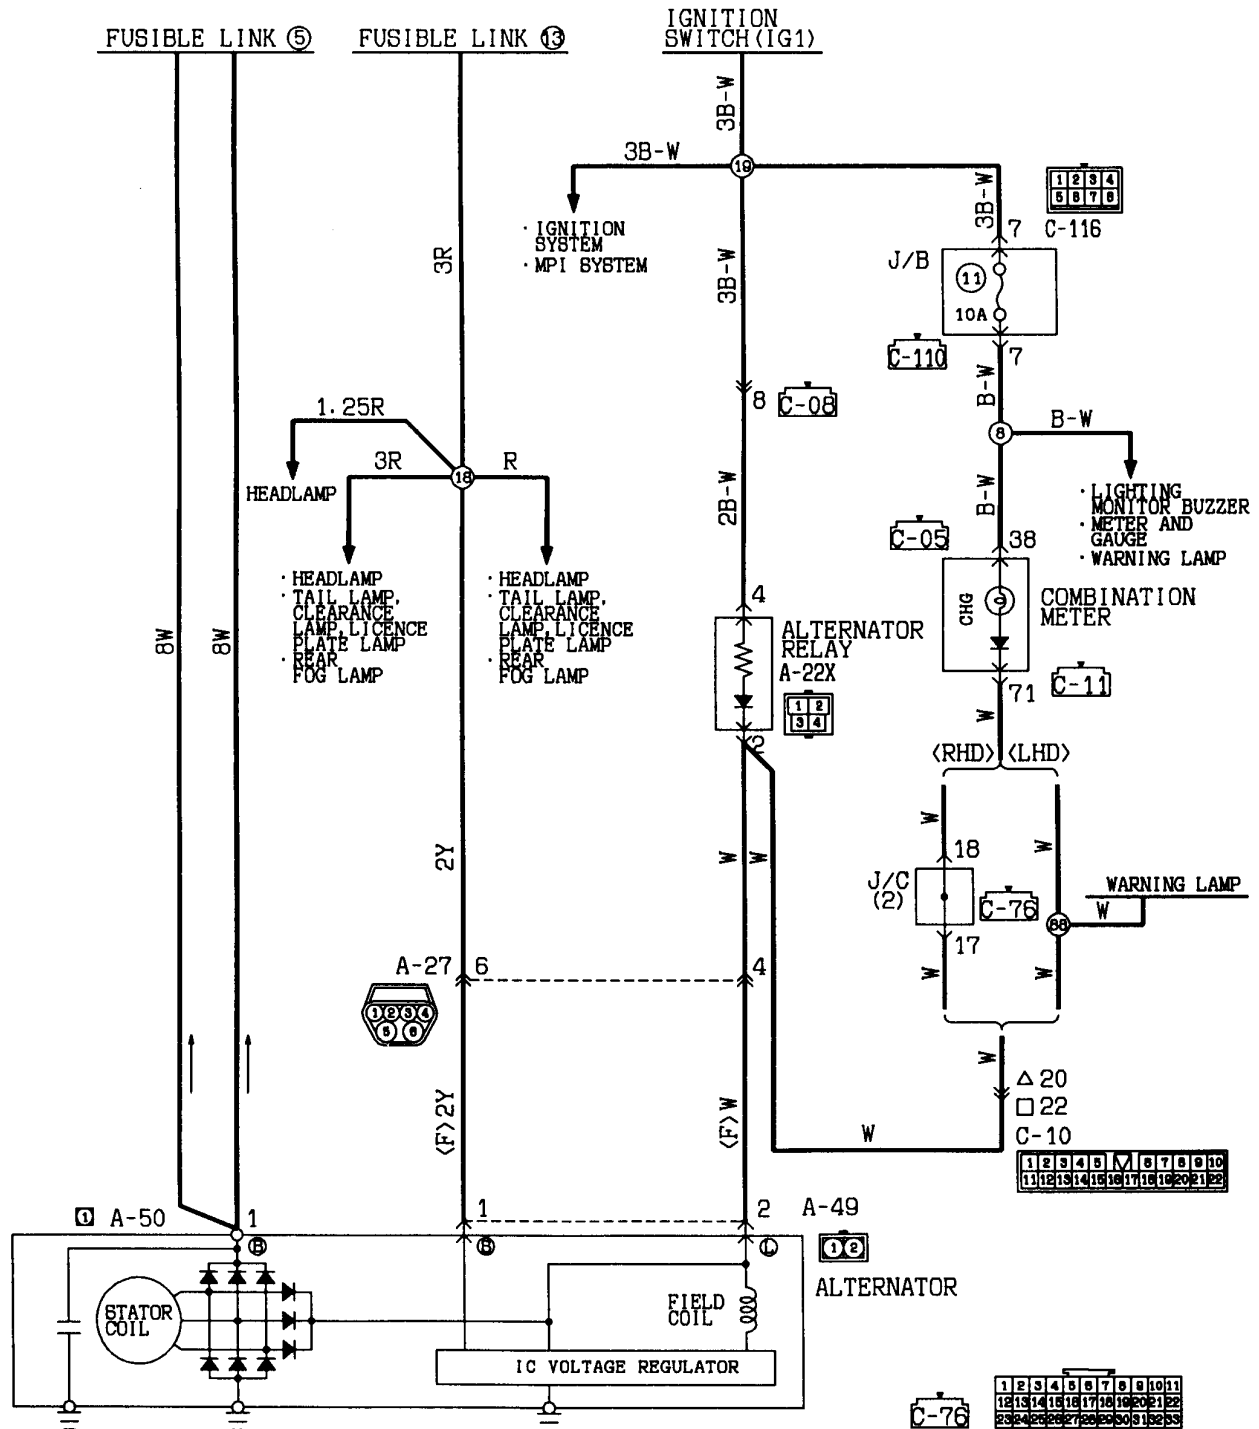 FUSIBLE LINK ⑤
FUSIBLE LINK ⑬
IGNITION
SWITCH〈IG1〉
3B-W
3B-W
19
3B-W
· IGNITION
SYSTEM
· MPI SYSTEM
3B-W
7
1 2 3 4
5 6 7 8
C-116
3R
J/B
11
10A
C-110
7
B-W
8
C-08
1.25R
3R
R
18
HEADLAMP
8
B-W
B-W
2B-W
· LIGHTING
MONITOR BUZZER
· METER AND
GAUGE
· WARNING LAMP
C-05
38
· HEADLAMP
· TAIL LAMP,
CLEARANCE
LAMP, LICENCE
PLATE LAMP
· REAR
FOG LAMP
· HEADLAMP
· TAIL LAMP,
CLEARANCE
LAMP, LICENCE
PLATE LAMP
· REAR
FOG LAMP
4
CHG
COMBINATION
METER
8W
8W
ALTERNATOR
RELAY
A-22X
1 2
3 4
2
71
C-11
W
〈RHD〉 〈LHD〉
2Y
W
W
W
18
W
J/C
(2)
C-76
17
88
WARNING LAMP
W
W
W
A-27
6
4
1 2 3 4
5 6
W
△ 20
□ 22
C-10
〈F〉2Y
〈F〉W
W
1 2 3 4 5 6 7 8 9 10
11 12 13 14 15 16 17 18 19 20 21 22
1 A-50
1
1
2
A-49
B
B
L
1 2
ALTERNATOR
STATOR
COIL
FIELD
COIL
IC VOLTAGE REGULATOR
C-76
1 2 3 4 5 6 7 8 9 10 11
12 13 14 15 16 17 18 19 20 21 22
23 24 25 26 27 28 29 30 31 32 33